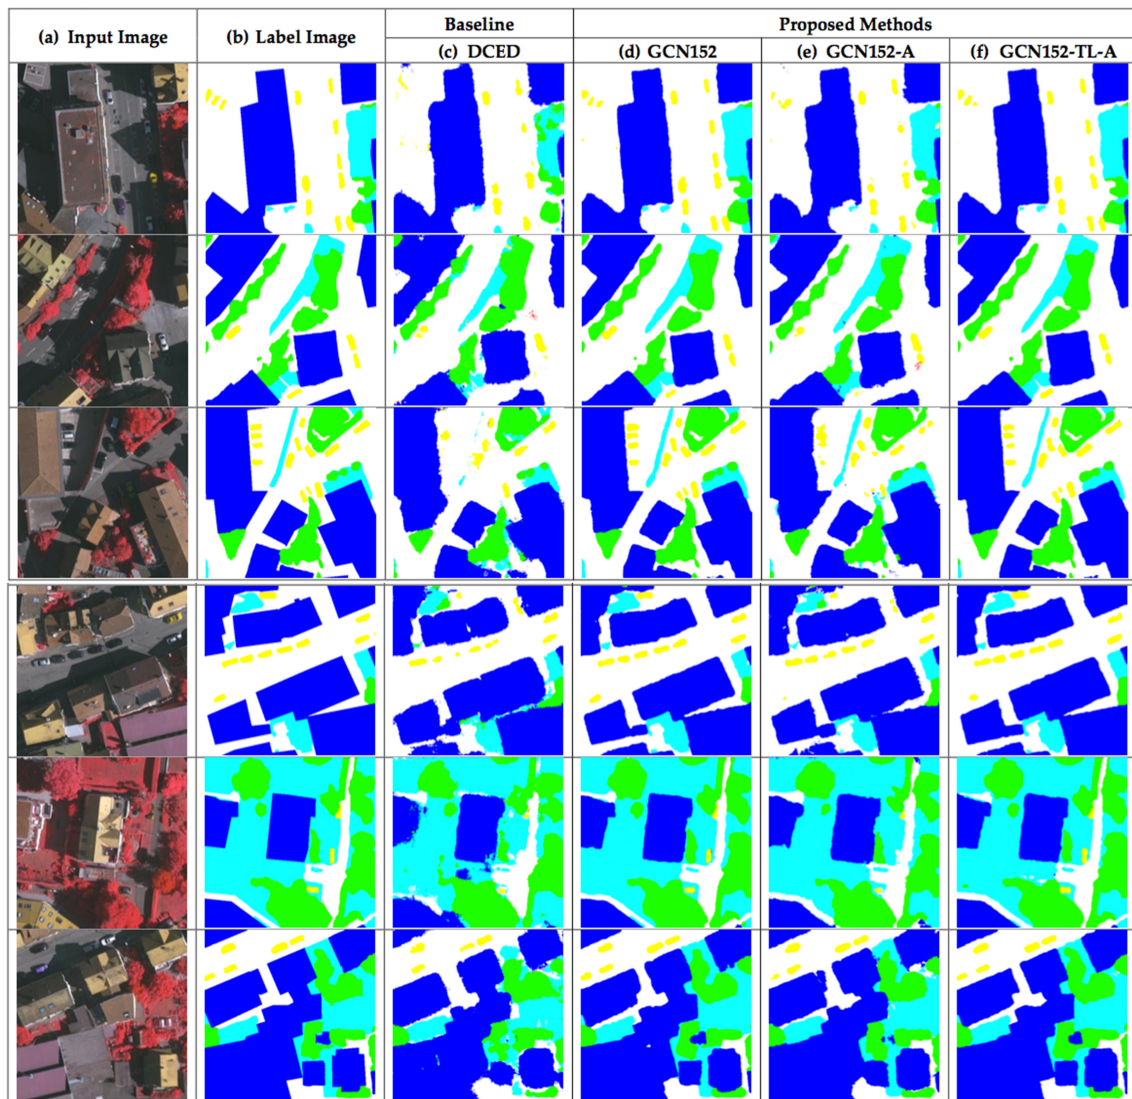 Baseline
Proposed Methods
(a) Input Image
(b) Label Image
(c) DCED
(d) GCN152
(e) GCN152-A
(f) GCN152-TL-A